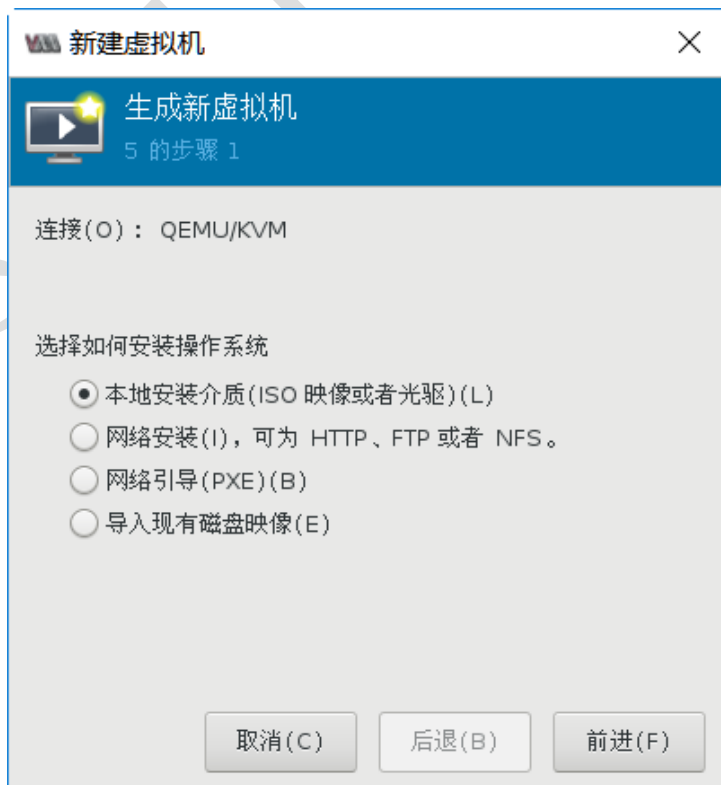 新建虚拟机
生成新虚拟机
5 的步骤 1
连接(O)： QEMU/KVM
选择如何安装操作系统
本地安装介质(ISO 映像或者光驱)(L)
网络安装(I)，可为 HTTP、FTP 或者 NFS。
网络引导(PXE)(B)
导入现有磁盘映像(E)
取消(C) 后退(B) 前进(F)